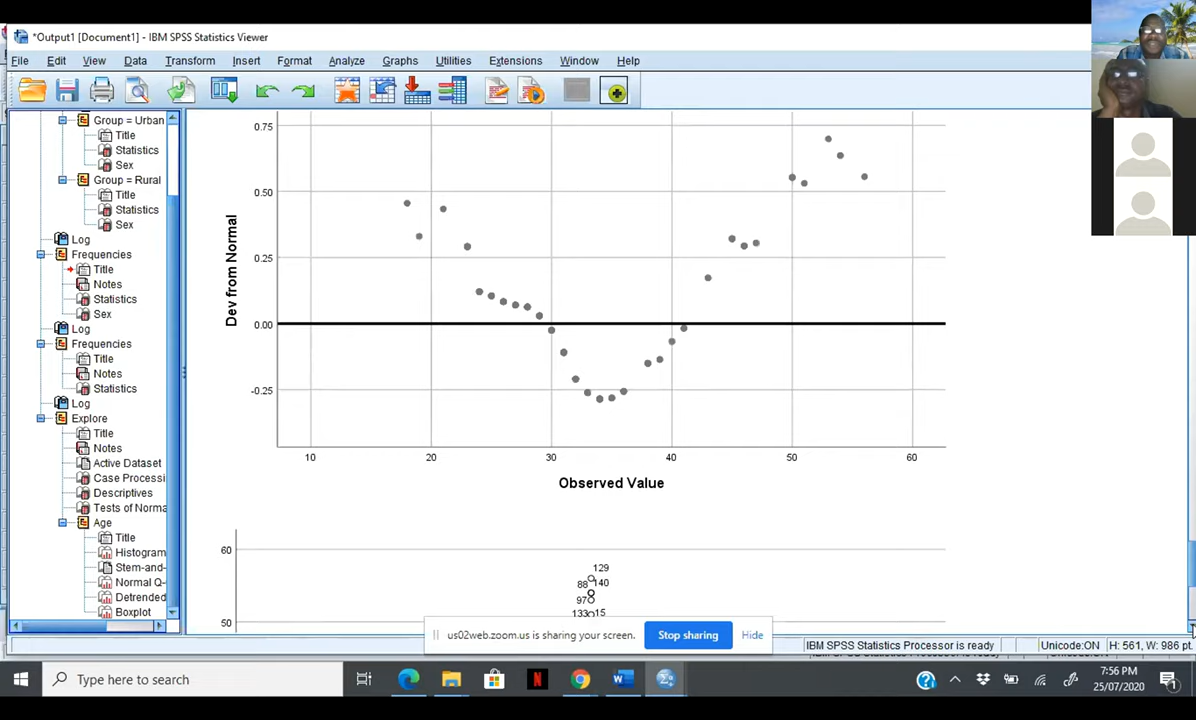 *Output1 [Document1] - IBM SPSS Statistics Viewer
File Edit View Data Transform Insert Format Analyze Graphs Utilities Extensions Window Help
Group = Urban
Title
Statistics
Sex
Group = Rural
Title
Statistics
Sex
Log
Frequencies
Title
Notes
Statistics
Sex
Log
Frequencies
Title
Notes
Statistics
Log
Explore
Title
Notes
Active Dataset
Case Processi
Descriptives
Tests of Norma
Age
Title
Histogram
Stem-and-
Normal Q-
Detrended
Boxplot
Dev from Normal
0.75
0.50
0.25
0.00
-0.25
10 20 30 40 50 60
Observed Value
60
50
129
88 140
97
133 15
us02web.zoom.us is sharing your screen. Stop sharing Hide
IBM SPSS Statistics Processor is ready Unicode:ON H: 561, W: 986 pt.
Type here to search
7:56 PM
25/07/2020